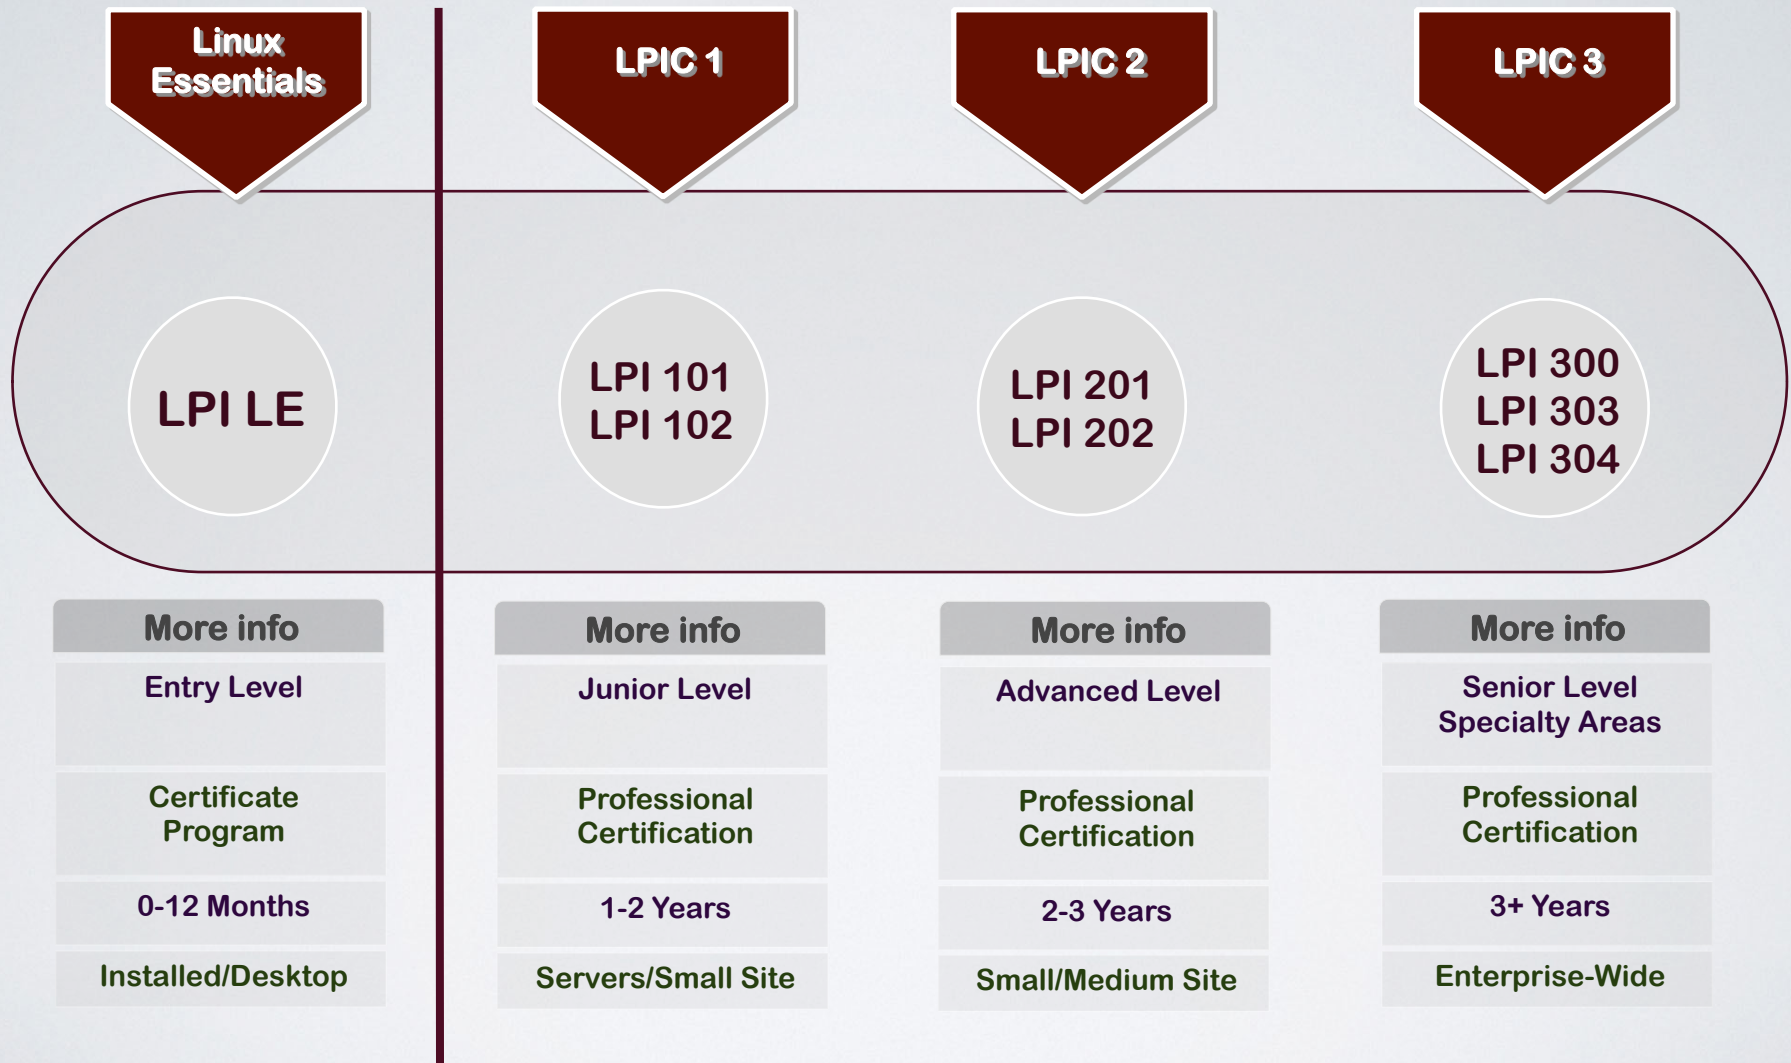 Linux
Essentials
LPIC 1
LPIC 2
LPIC 3
LPI LE
LPI 101
LPI 102
LPI 201
LPI 202
LPI 300
LPI 303
LPI 304
More info
Entry Level
Certificate
Program
0-12 Months
Installed/Desktop
More info
Junior Level
Professional
Certification
1-2 Years
Servers/Small Site
More info
Advanced Level
Professional
Certification
2-3 Years
Small/Medium Site
More info
Senior Level
Specialty Areas
Professional
Certification
3+ Years
Enterprise-Wide